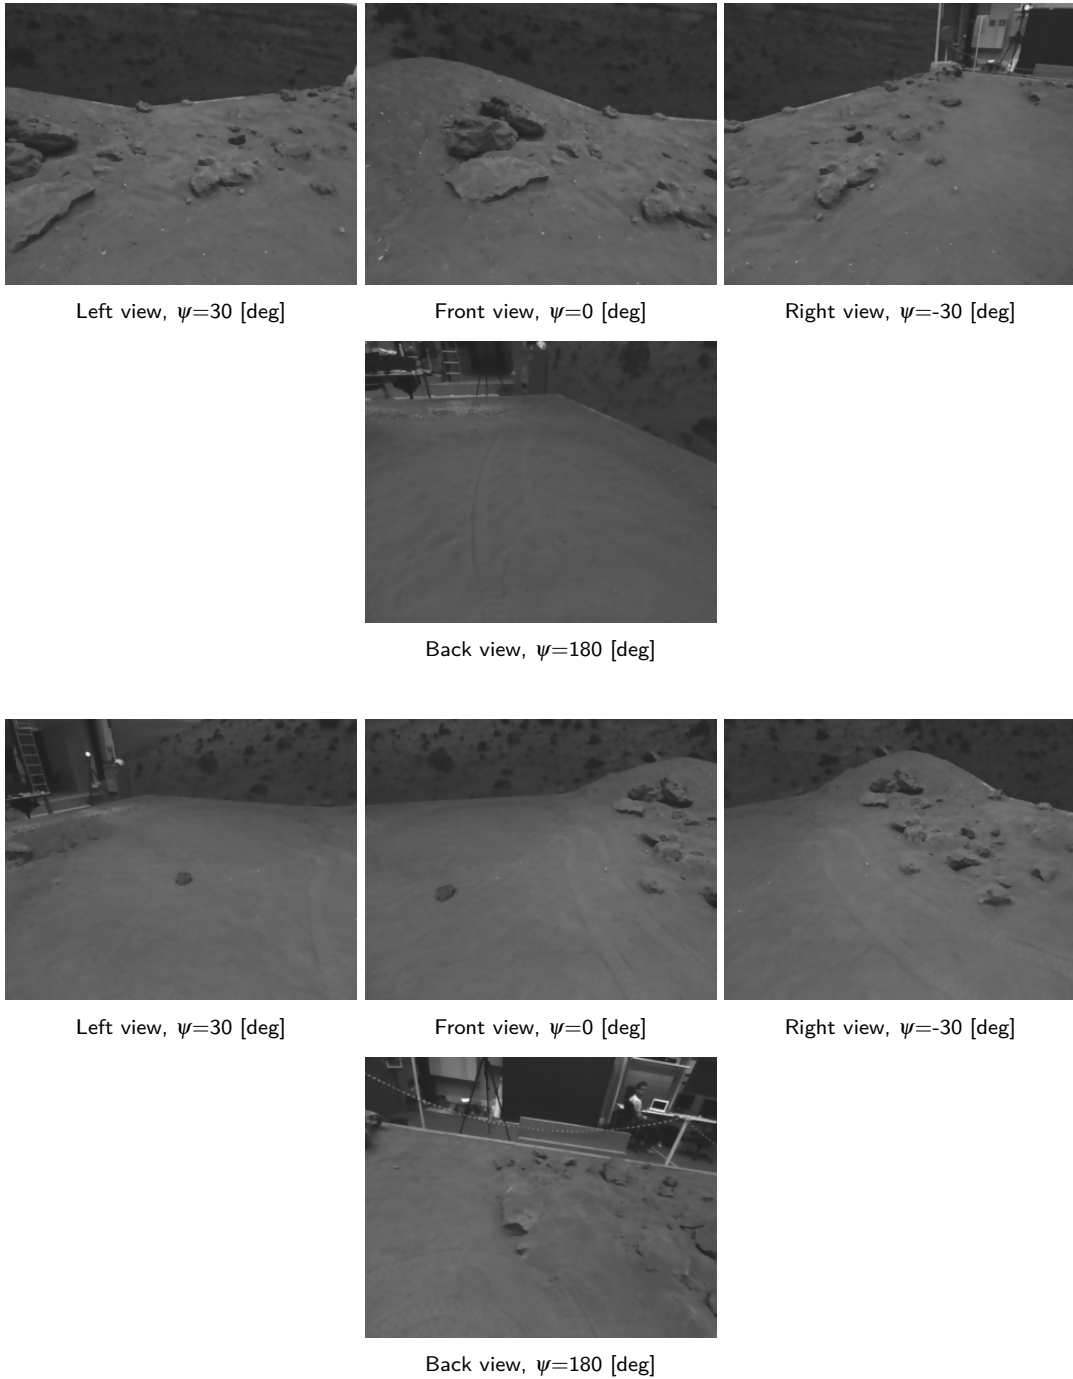 Left view, ψ=30 [deg]
Front view, ψ=0 [deg]
Right view, ψ=-30 [deg]
Back view, ψ=180 [deg]
Left view, ψ=30 [deg]
Front view, ψ=0 [deg]
Right view, ψ=-30 [deg]
Back view, ψ=180 [deg]